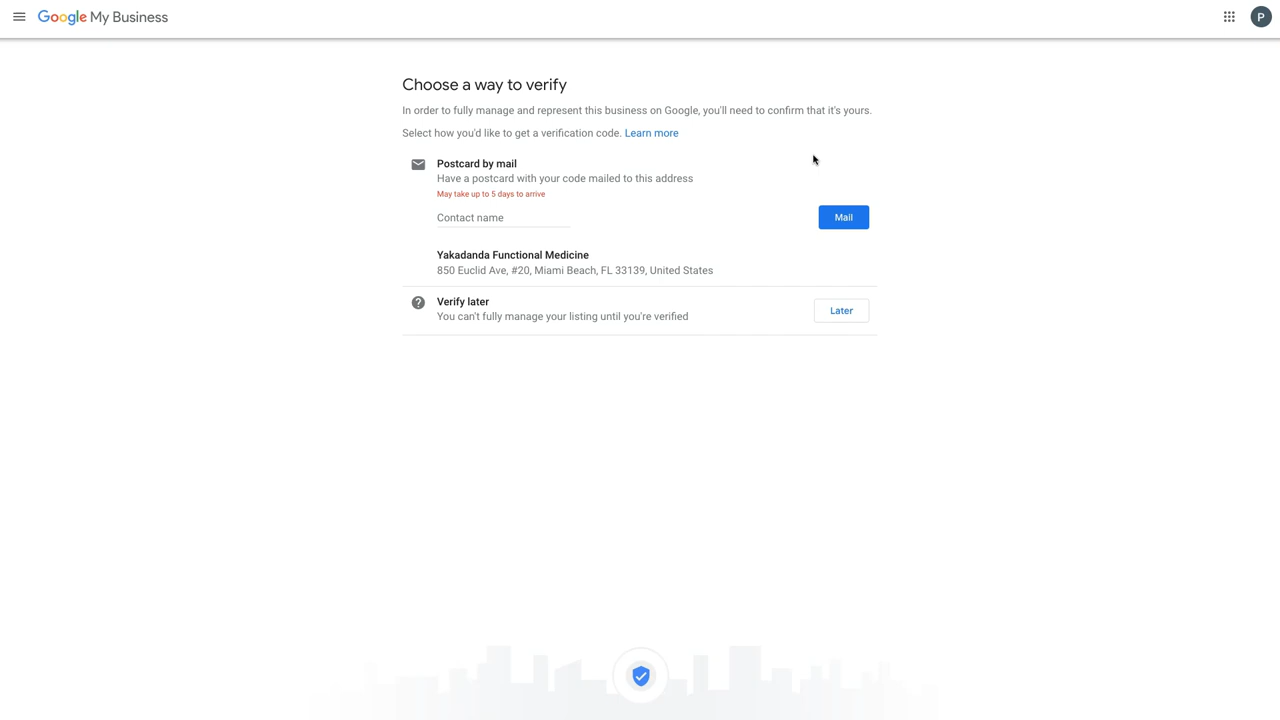 Google My Business
P
Choose a way to verify
In order to fully manage and represent this business on Google, you'll need to confirm that it's yours.
Select how you'd like to get a verification code. Learn more
Postcard by mail
Have a postcard with your code mailed to this address
May take up to 5 days to arrive
Contact name
Mail
Yakadanda Functional Medicine
850 Euclid Ave, #20, Miami Beach, FL 33139, United States
Verify later
You can't fully manage your listing until you're verified
Later